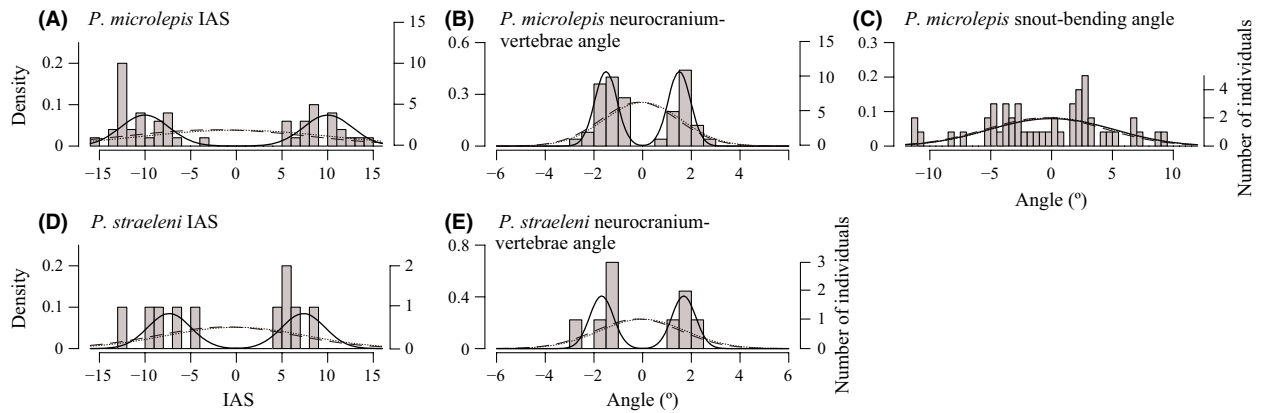 (A) P. microlepis IAS
(B) P. microlepis neurocranium-
vertebrae angle
(C) P. microlepis snout-bending angle
Density
0.2
0.1
0
15
10
5
0
−15 −10 −5 0 5 10 15
0.6
0.3
0
15
10
5
0
−6 −4 −2 0 2 4 6
0.3
0.2
0.1
0
4
2
0
Number of individuals
−10 −5 0 5 10
Angle (º)
(D) P. straeleni IAS
(E) P. straeleni neurocranium-
vertebrae angle
Density
0.2
0.1
0
2
1
0
−15 −10 −5 0 5 10 15
IAS
0.8
0.4
0
3
2
1
0
Number of individuals
−6 −4 −2 0 2 4 6
Angle (º)